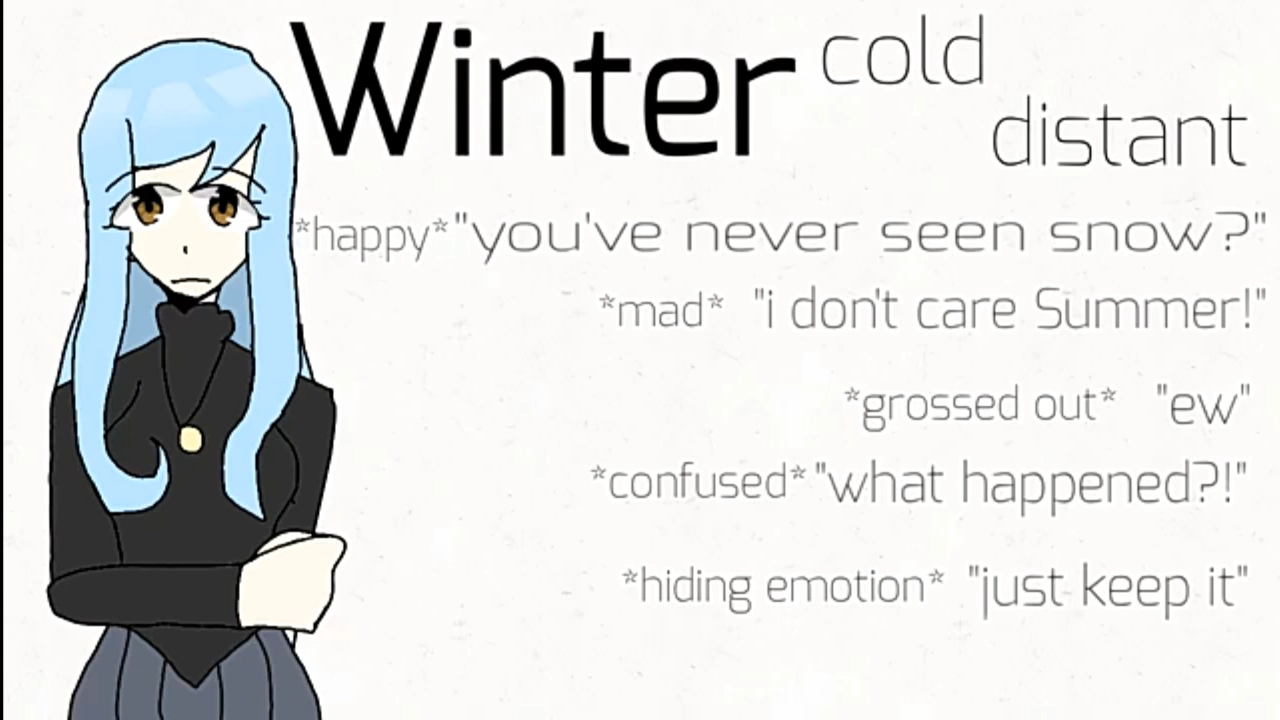 Winter cold
distant
*happy* "you've never seen snow?"
*mad* "i don't care Summer!"
*grossed out* "ew"
*confused* "what happened?!"
*hiding emotion* "just keep it"